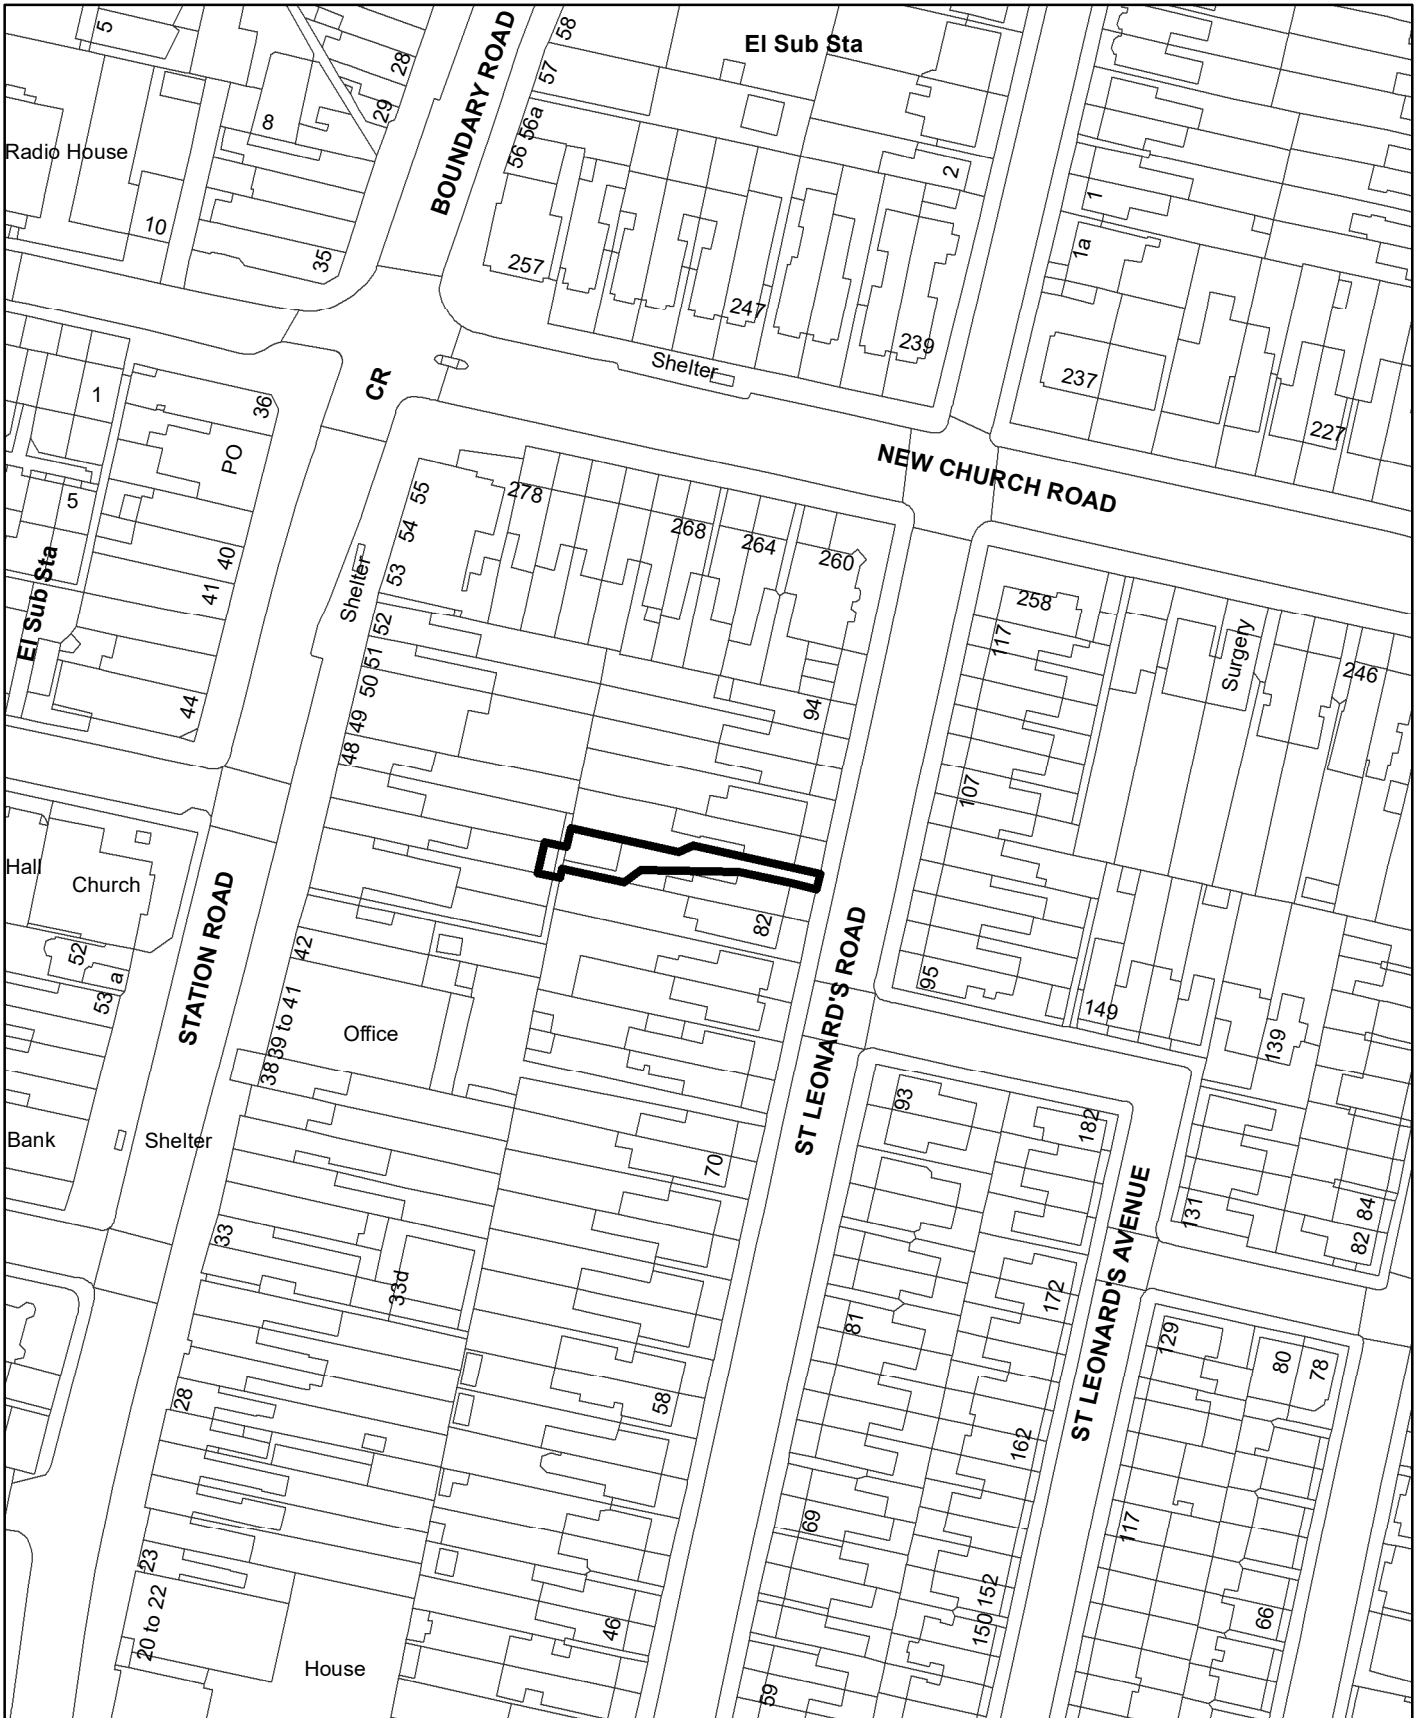 5
58
El Sub Sta
28
57
BOUNDARY ROAD
29
56a
8
56
Radio House
2
1
10
1a
35
257
247
239
Shelter
237
CR
1
36
227
PO
NEW CHURCH ROAD
55
278
5
54
268
264
260
40
53
Shelter
41
El Sub Sta
258
52
117
Surgery
51
50
246
44
94
49
48
107
Hall
Church
82
STATION ROAD
ST LEONARD'S ROAD
42
52
a
53
95
39 to 41
149
Office
139
38
93
182
Bank
Shelter
70
ST LEONARD'S AVENUE
131
84
33
82
33d
172
81
129
80
78
28
58
162
69
117
23
152
150
20 to 22
46
66
House
59